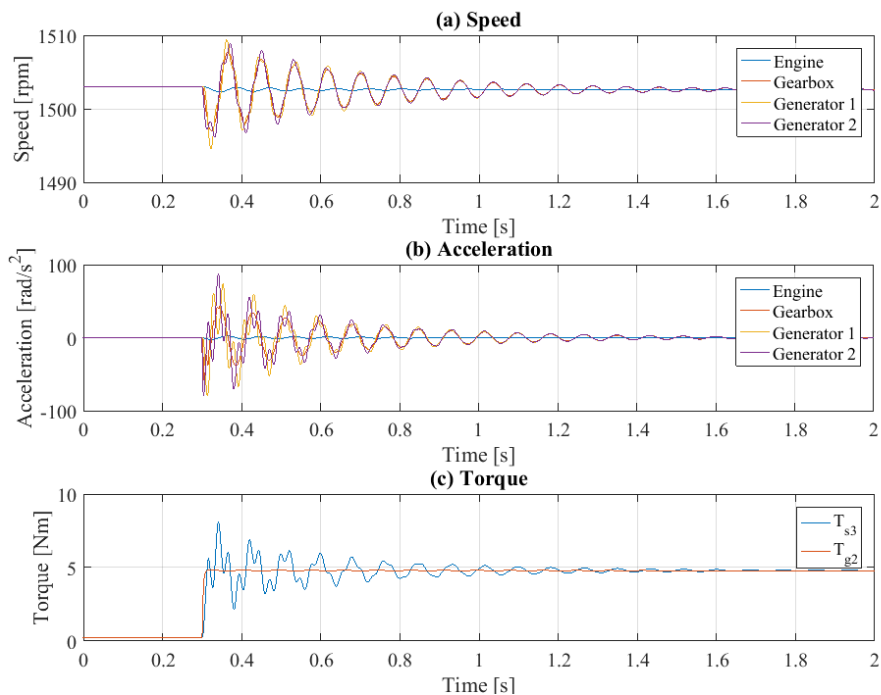 (a) Speed
1510
1500
1490
Speed [rpm]
Engine
Gearbox
Generator 1
Generator 2
0 0.2 0.4 0.6 0.8 1 1.2 1.4 1.6 1.8 2
Time [s]
(b) Acceleration
100
0
-100
Acceleration [rad/s²]
Engine
Gearbox
Generator 1
Generator 2
0 0.2 0.4 0.6 0.8 1 1.2 1.4 1.6 1.8 2
Time [s]
(c) Torque
10
5
0
Torque [Nm]
T_s3
T_g2
0 0.2 0.4 0.6 0.8 1 1.2 1.4 1.6 1.8 2
Time [s]